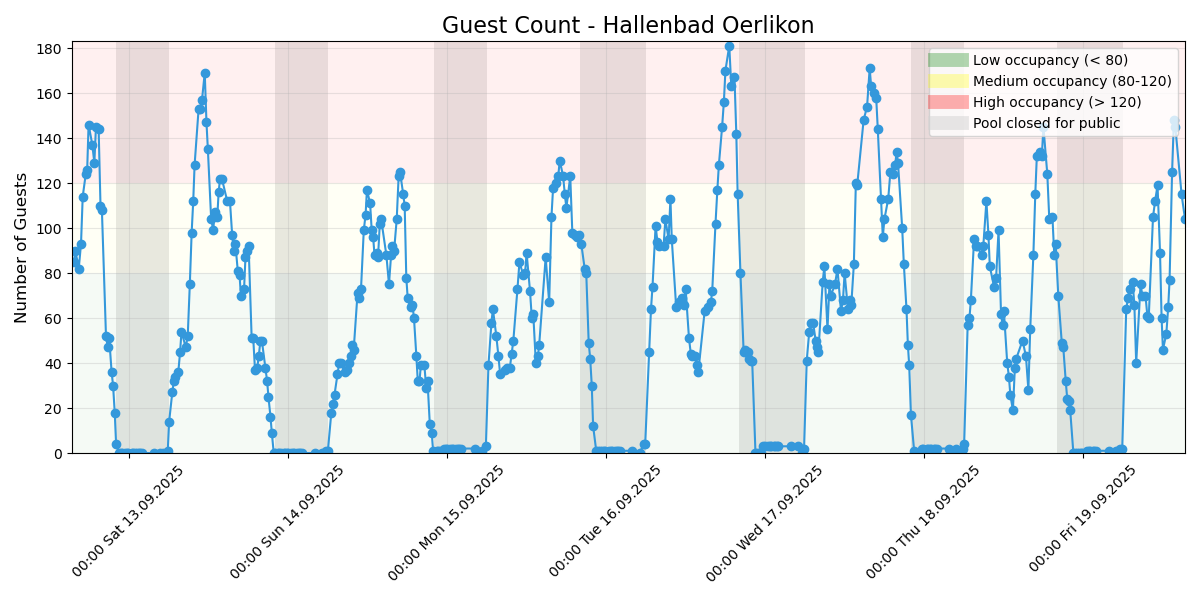 Guest Count - Hallenbad Oerlikon
Number of Guests
180
160
140
120
100
80
60
40
20
0
Low occupancy (< 80)
Medium occupancy (80-120)
High occupancy (> 120)
Pool closed for public
00:00 Sat 13.09.2025
00:00 Sun 14.09.2025
00:00 Mon 15.09.2025
00:00 Tue 16.09.2025
00:00 Wed 17.09.2025
00:00 Thu 18.09.2025
00:00 Fri 19.09.2025